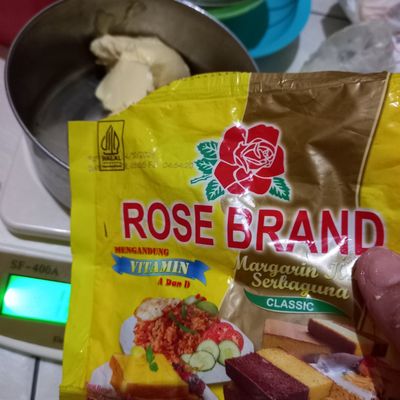 HALAL
ROSE BRAND
MENGANDUNG
VITAMIN
A Dan D
Margarin
Serbaguna
CLASSIC
SF-400A